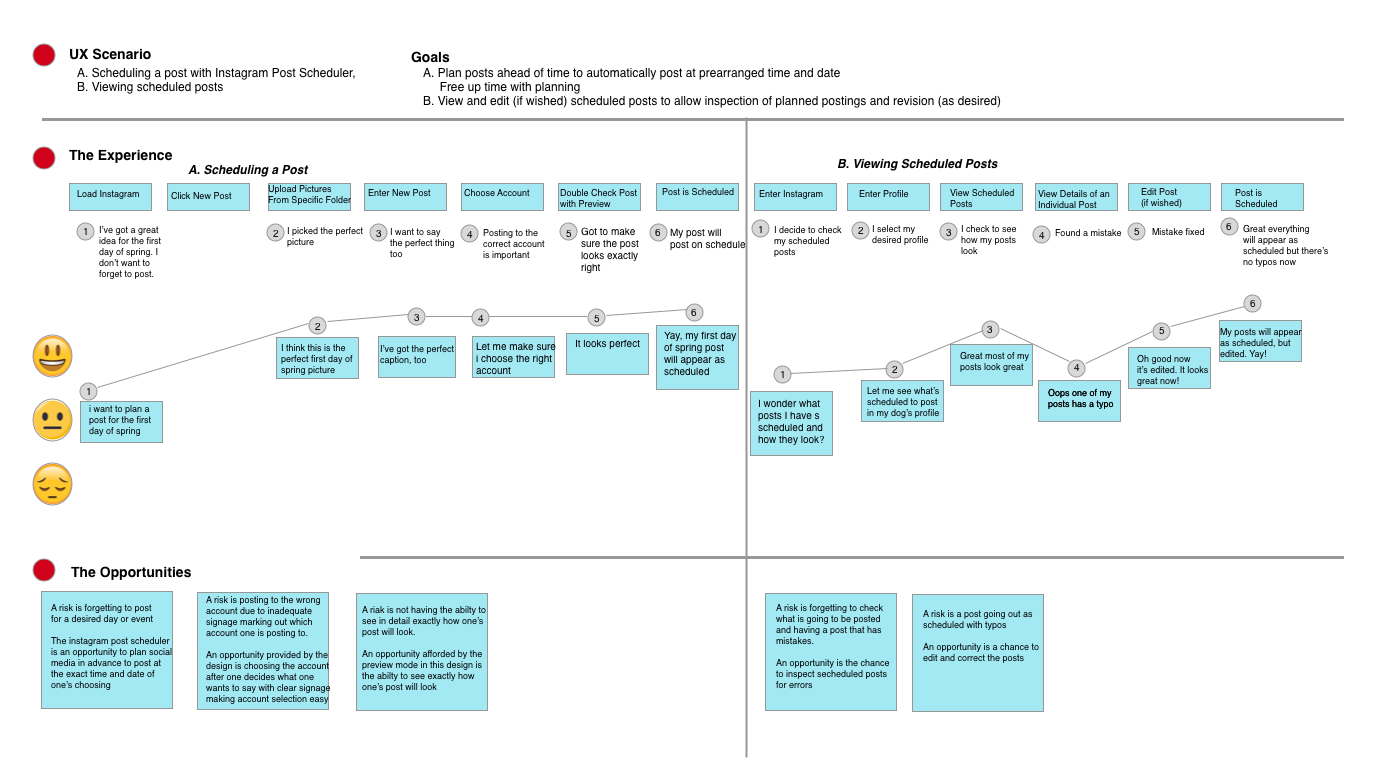 UX Scenario
A. Scheduling a post with Instagram Post Scheduler,
B. Viewing scheduled posts
Goals
A. Plan posts ahead of time to automatically post at prearranged time and date
Free up time with planning
B. View and edit (if wished) scheduled posts to allow inspection of planned postings and revision (as desired)
The Experience
A. Scheduling a Post
B. Viewing Scheduled Posts
Load Instagram
Click New Post
Upload Pictures
From Specific Folder
Enter New Post
Choose Account
Double Check Post
with Preview
Post is Scheduled
Enter Instagram
Enter Profile
View Scheduled
Posts
View Details of an
Individual Post
Edit Post
(if wished)
Post is
Scheduled
1
I've got a great
idea for the first
day of spring. I
don't want to
forget to post.
2
I picked the perfect
picture
3
I want to say
the perfect thing
too
4
Posting to the
correct account
is important
5
Got to make
sure the post
looks exactly
right
6
My post will
post on schedule
1
I decide to check
my scheduled
posts
2
I select my
desired profile
3
I check to see
how my posts
look
4
Found a mistake
5
Mistake fixed
6
Great everything
will appear as
scheduled but there's
no typos now
1
i want to plan a
post for the first
day of spring
2
I think this is the
perfect first day of
spring picture
3
I've got the perfect
caption, too
4
Let me make sure
i choose the right
account
5
It looks perfect
6
Yay, my first day
of spring post
will appear as
scheduled
1
I wonder what
posts I have s
scheduled and
how they look?
2
Let me see what's
scheduled to post
in my dog's profile
3
Great most of my
posts look great
4
Oops one of my
posts has a typo
5
Oh good now
it's edited. It looks
great now!
6
My posts will appear
as scheduled, but
edited. Yay!
The Opportunities
A risk is forgetting to post
for a desired day or event
The instagram post scheduler
is an opportunity to plan social
media in advance to post at
the exact time and date of
one's choosing
A risk is posting to the wrong
account due to inadequate
signage marking out which
account one is posting to.
An opportunity provided by the
design is choosing the account
after one decides what one
wants to say with clear signage
making account selection easy
A riak is not having the abilty to
see in detail exactly how one's
post will look.
An opportunity afforded by the
preview mode in this design is
the abilty to see exactly how
one's post will look
A risk is forgetting to check
what is going to be posted
and having a post that has
mistakes.
An opportunity is the chance
to inspect secheduled posts
for errors
A risk is a post going out as
scheduled with typos
An opportunity is a chance to
edit and correct the posts